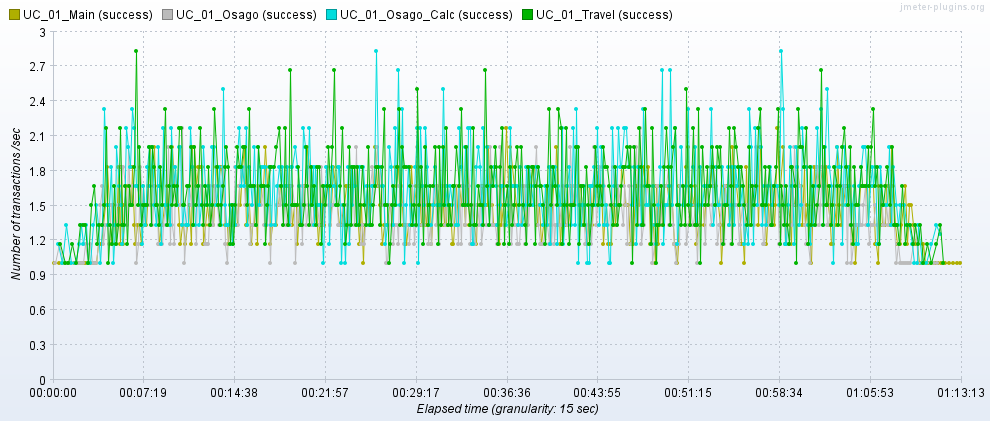 UC_01_Main (success) UC_01_Osago (success) UC_01_Osago_Calc (success) UC_01_Travel (success)
jmeter-plugins.org
Number of transactions /sec
3
2.7
2.4
2.1
1.8
1.5
1.2
0.9
0.6
0.3
0
00:00:00 00:07:19 00:14:38 00:21:57 00:29:17 00:36:36 00:43:55 00:51:15 00:58:34 01:05:53 01:13:13
Elapsed time (granularity: 15 sec)